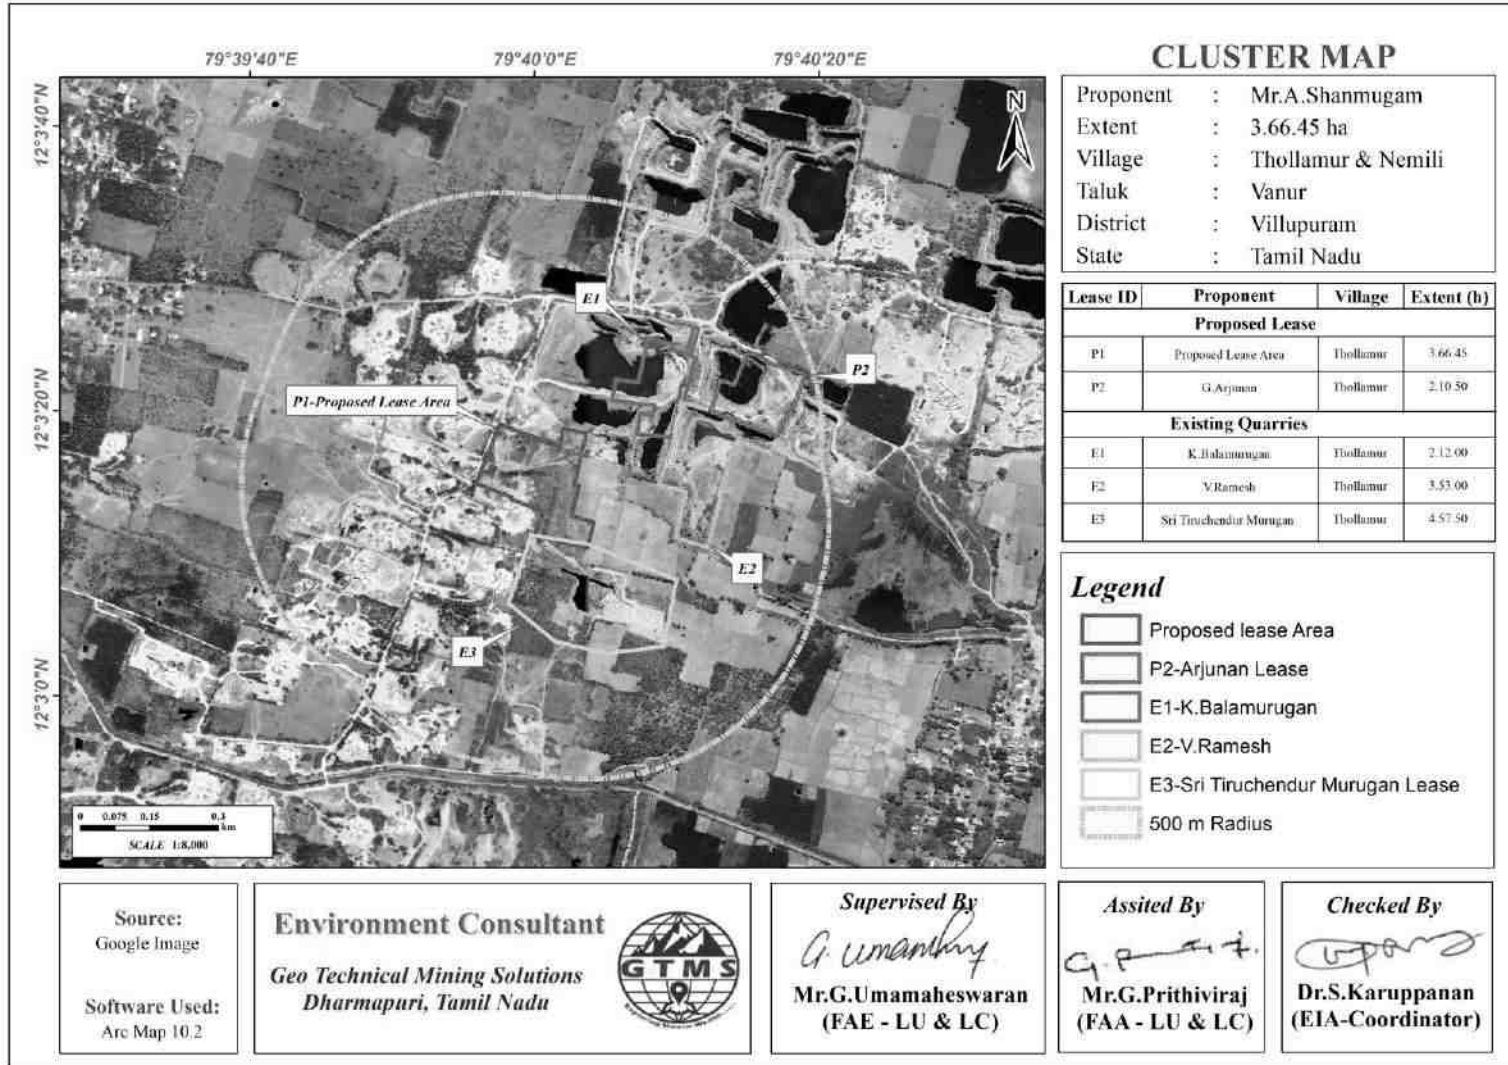 CLUSTER MAP
79°39'40"E 79°40'0"E 79°40'20"E
12°3'40"N
12°3'20"N
12°3'0"N
N
E1
P2
P1-Proposed Lease Area
E2
E3
0 0.075 0.15 0.3
km
SCALE 1:8,000
Proponent : Mr.A.Shanmugam
Extent : 3.66.45 ha
Village : Thollamur & Nemili
Taluk : Vanur
District : Villupuram
State : Tamil Nadu
Lease ID Proponent Village Extent (h)
Proposed Lease
P1 Proposed Lease Area Thollamur 3.66.45
P2 G.Arjunan Thollamur 2.10.50
Existing Quarries
E1 K.Balamurugan Thollamur 2.12.00
E2 V.Ramesh Thollamur 3.53.00
E3 Sri Tiruchendur Murugan Thollamur 4.57.50
Legend
Proposed lease Area
P2-Arjunan Lease
E1-K.Balamurugan
E2-V.Ramesh
E3-Sri Tiruchendur Murugan Lease
500 m Radius
Source:
Google Image
Software Used:
Arc Map 10.2
Environment Consultant
Geo Technical Mining Solutions
Dharmapuri, Tamil Nadu
GTMS
Supervised By
Mr.G.Umamaheswaran
(FAE - LU & LC)
Assited By
Mr.G.Prithiviraj
(FAA - LU & LC)
Checked By
Dr.S.Karuppanan
(EIA-Coordinator)